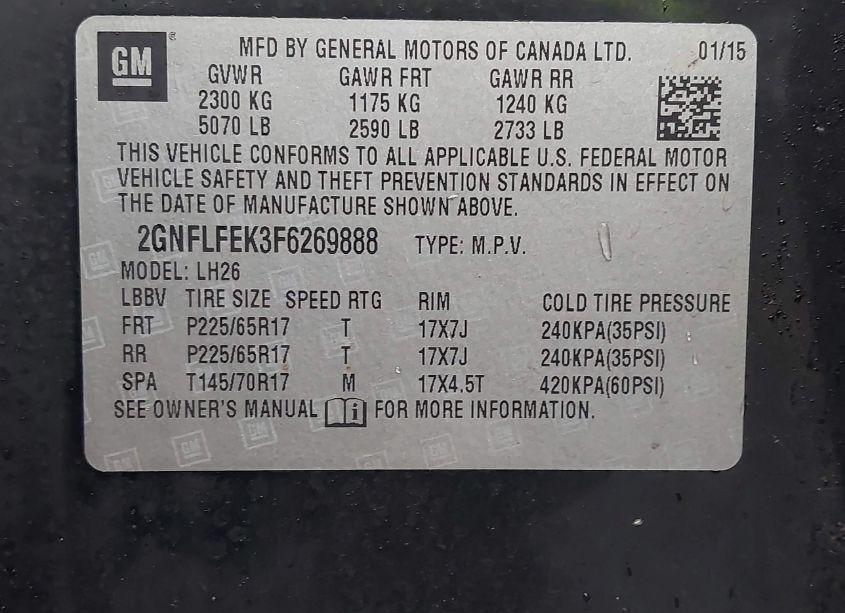 GM ® MFD BY GENERAL MOTORS OF CANADA LTD. 01/15
GVWR GAWR FRT GAWR RR
2300 KG 1175 KG 1240 KG
5070 LB 2590 LB 2733 LB
THIS VEHICLE CONFORMS TO ALL APPLICABLE U.S. FEDERAL MOTOR
VEHICLE SAFETY AND THEFT PREVENTION STANDARDS IN EFFECT ON
THE DATE OF MANUFACTURE SHOWN ABOVE.
2GNFLFEK3F6269888 TYPE: M.P.V.
MODEL: LH26
LBBV TIRE SIZE SPEED RTG RIM COLD TIRE PRESSURE
FRT P225/65R17 T 17X7J 240KPA(35PSI)
RR P225/65R17 T 17X7J 240KPA(35PSI)
SPA T145/70R17 M 17X4.5T 420KPA(60PSI)
SEE OWNER'S MANUAL i FOR MORE INFORMATION.